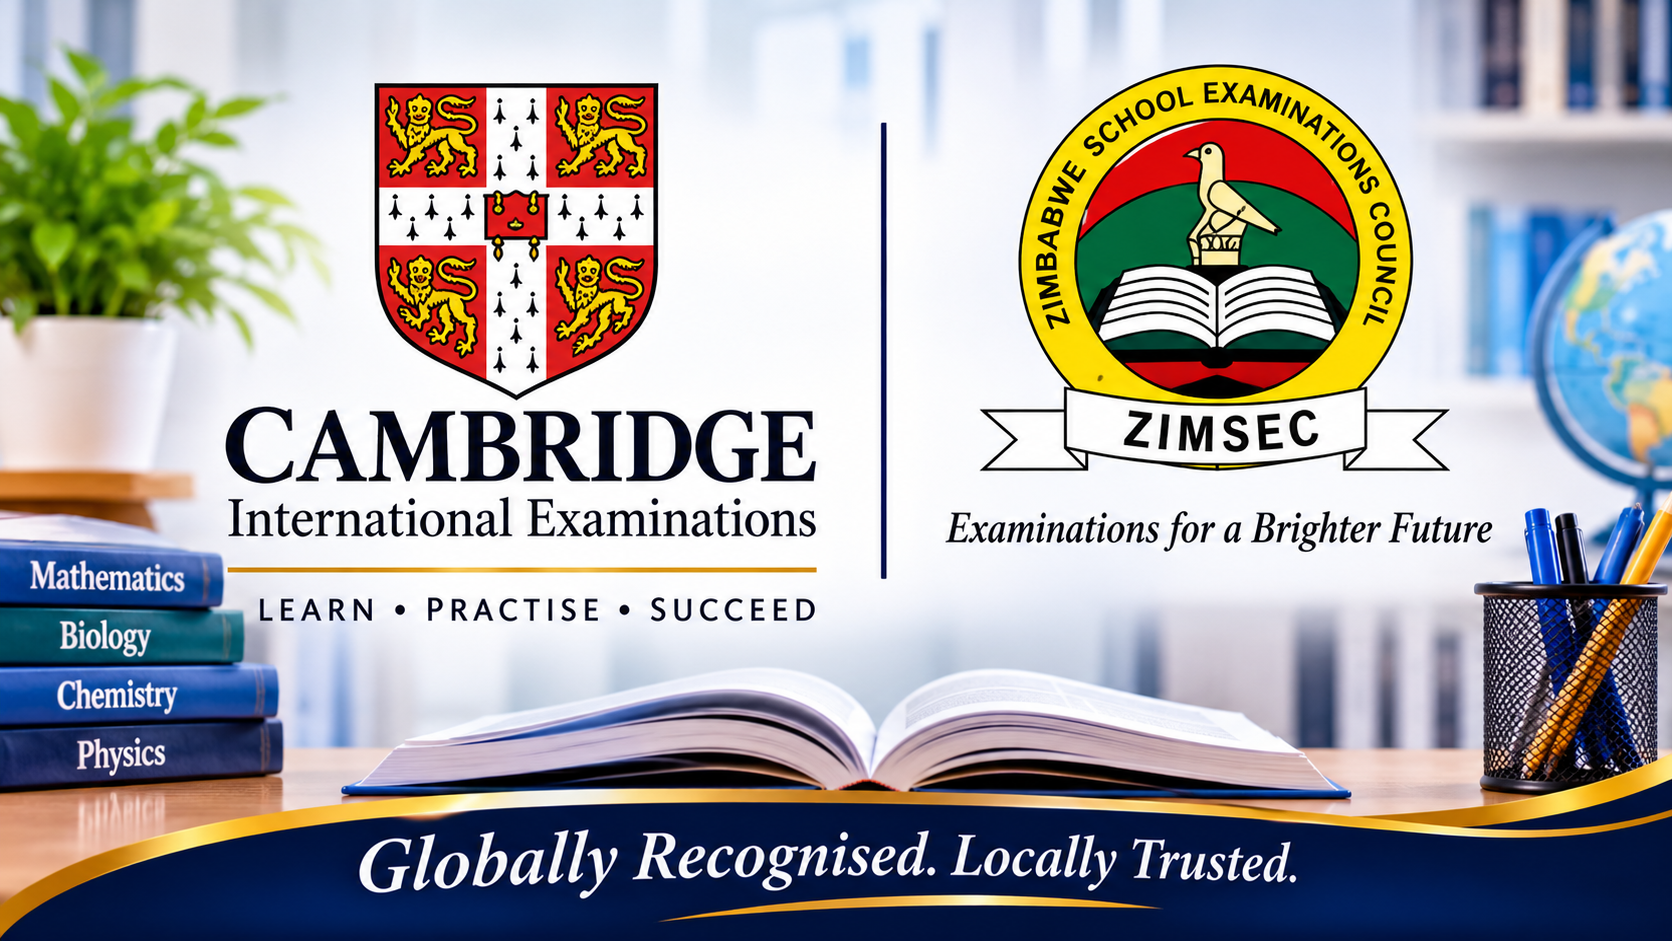 CAMBRIDGE
International Examinations
LEARN • PRACTISE • SUCCEED
ZIMBABWE SCHOOL EXAMINATIONS COUNCIL
ZIMSEC
Examinations for a Brighter Future
Mathematics
Biology
Chemistry
Physics
Globally Recognised. Locally Trusted.